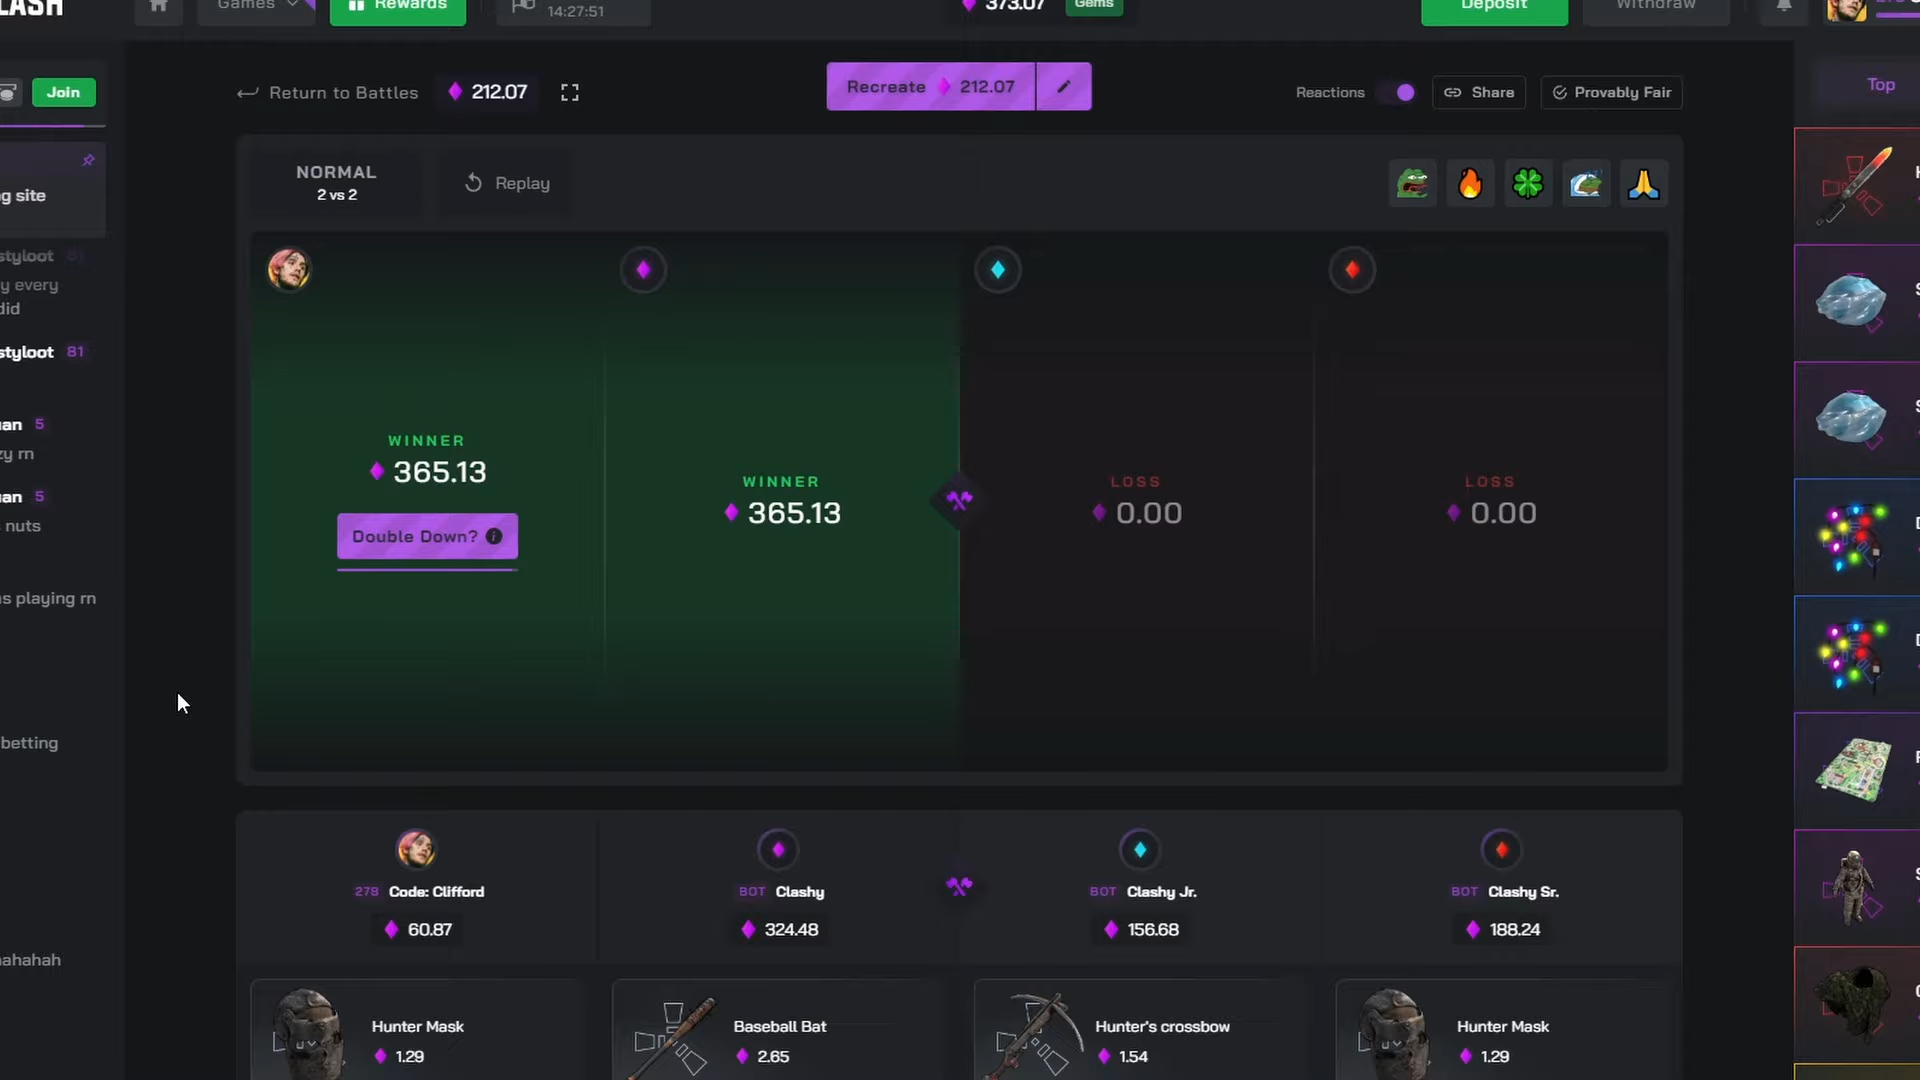 LASH
Games
Rewards
14:27:51
373.07
Gems
Deposit
Withdraw
Join
Return to Battles
212.07
Recreate 212.07
Reactions
Share
Provably Fair
Top
NORMAL
2 vs 2
Replay
g site
styloot
y every
did
styloot 81
an 5
zy rn
an 5
nuts
s playing rn
betting
ahahah
WINNER
365.13
Double Down?
WINNER
365.13
LOSS
0.00
LOSS
0.00
278 Code: Clifford
60.87
BOT Clashy
324.48
BOT Clashy Jr.
156.68
BOT Clashy Sr.
188.24
Hunter Mask
1.29
Baseball Bat
2.65
Hunter's crossbow
1.54
Hunter Mask
1.29